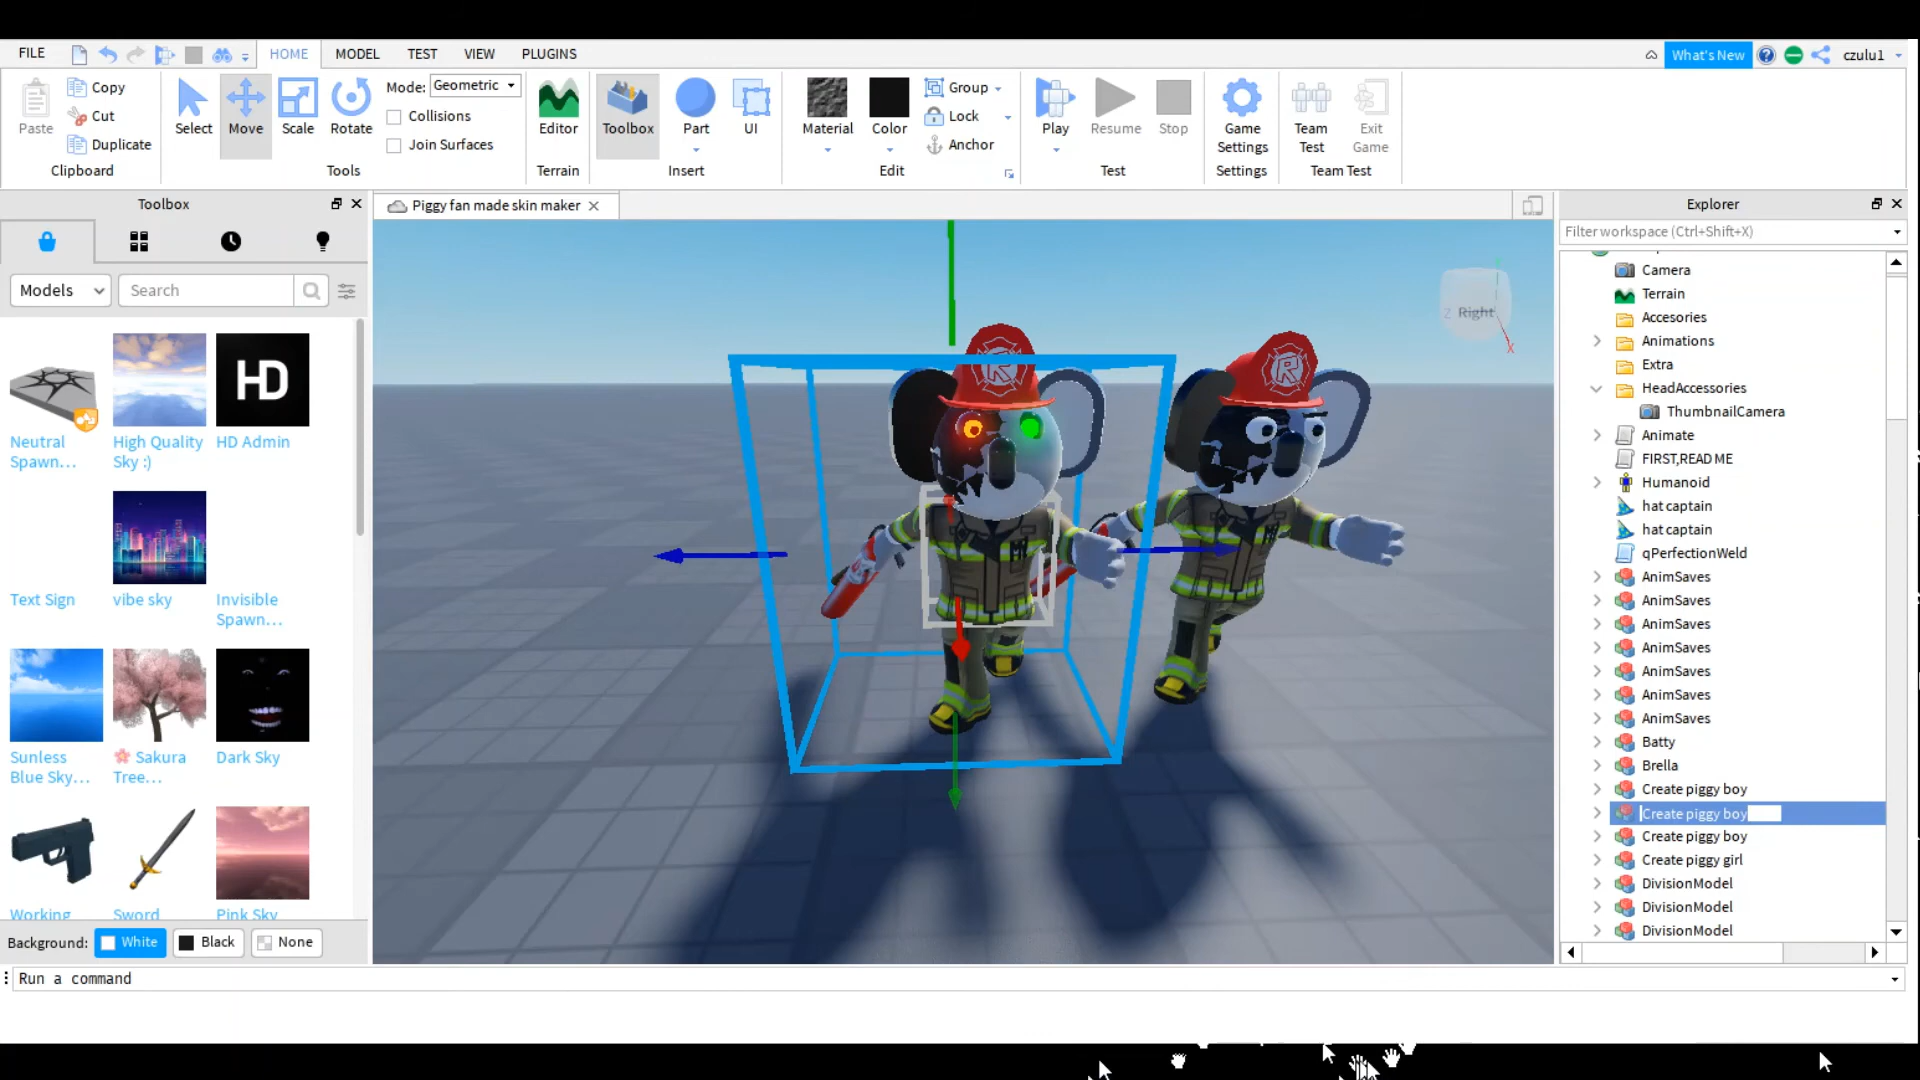 FILE HOME MODEL TEST VIEW PLUGINS What's New czulu1
Paste Copy Cut Duplicate Clipboard
Select Move Scale Rotate Mode: Geometric Collisions Join Surfaces Tools
Editor Terrain
Toolbox Part UI Insert
Material Color Group Lock Anchor Edit
Play Resume Stop Test
Game Settings Settings
Team Test Exit Game Team Test
Toolbox
Models Search
Neutral Spawn...
High Quality Sky :)
HD
HD Admin
Text Sign
vibe sky
Invisible Spawn...
Sunless Blue Sky...
Sakura Tree...
Dark Sky
Working
Sword
Pink Sky
Background: White Black None
Run a command
Piggy fan made skin maker
Z Right
X
R
R
Explorer
Filter workspace (Ctrl+Shift+X)
Camera
Terrain
Accesories
Animations
Extra
HeadAccessories
ThumbnailCamera
Animate
FIRST,READ ME
Humanoid
hat captain
hat captain
qPerfectionWeld
AnimSaves
AnimSaves
AnimSaves
AnimSaves
AnimSaves
AnimSaves
AnimSaves
Batty
Brella
Create piggy boy
Create piggy boy
Create piggy boy
Create piggy girl
DivisionModel
DivisionModel
DivisionModel